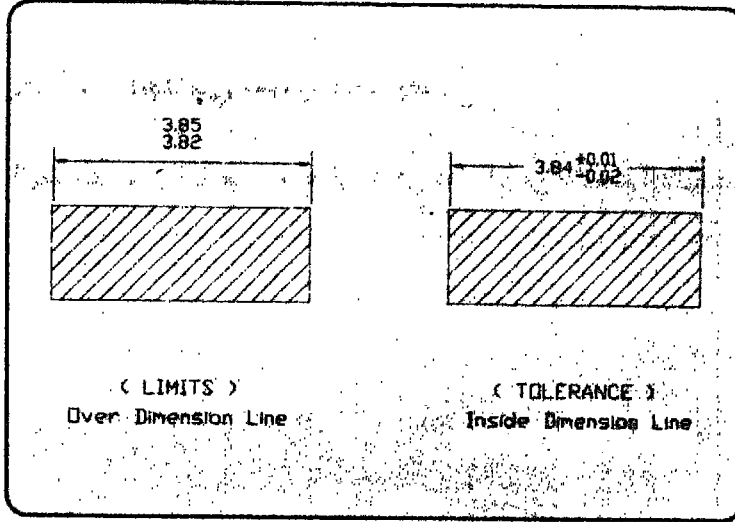 3.85
3.82
3.84 +0.01
-0.02
( LIMITS )
Over Dimension Line
( TOLERANCE )
Inside Dimension Line